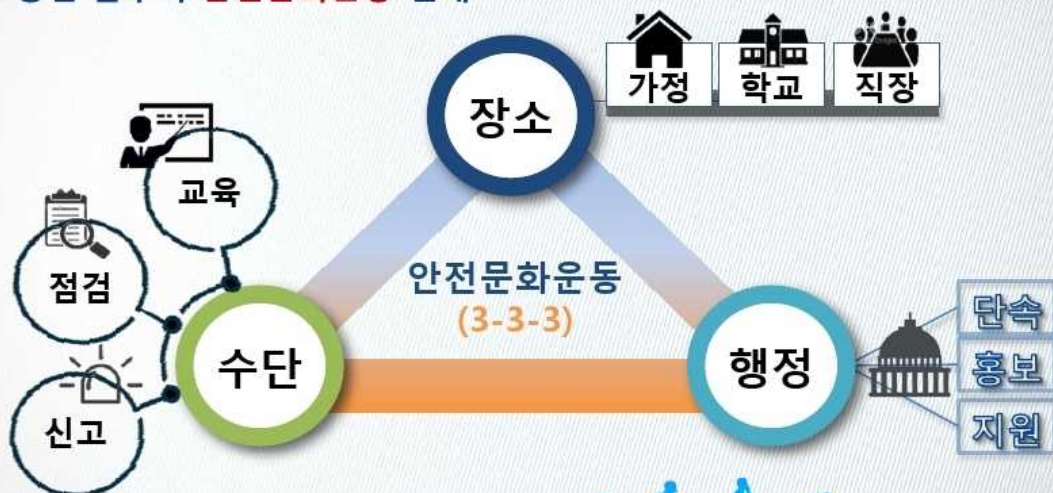 장소
가정
학교
직장
교육
점검
신고
수단
안전문화운동
(3-3-3)
행정
단속
홍보
지원